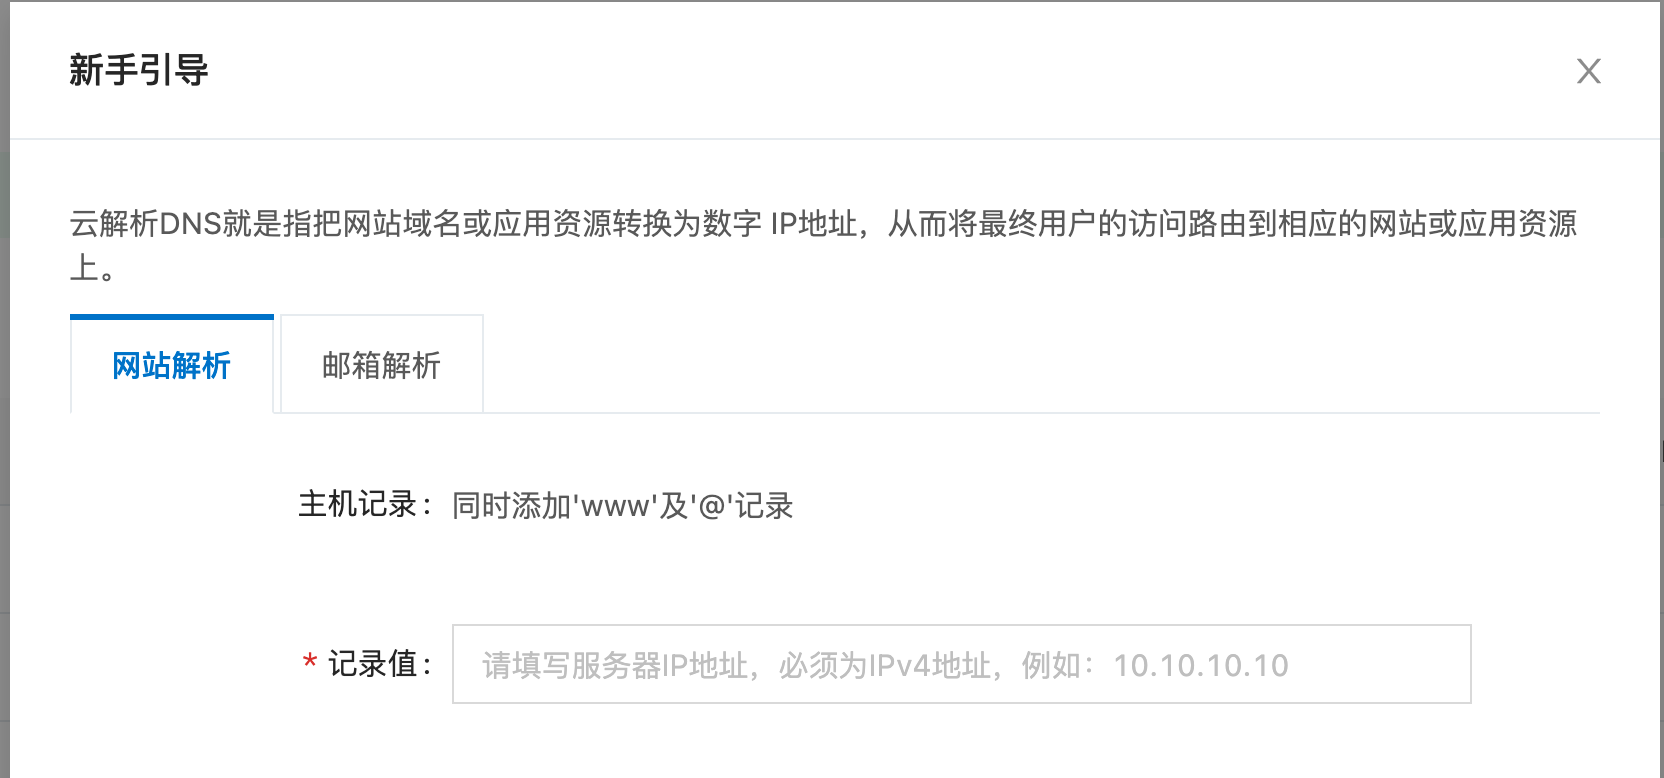 新手引导
云解析DNS就是指把网站域名或应用资源转换为数字 IP地址，从而将最终用户的访问路由到相应的网站或应用资源
上。
网站解析 邮箱解析
主机记录： 同时添加'www'及'@'记录
* 记录值： 请填写服务器IP地址，必须为IPv4地址，例如：10.10.10.10